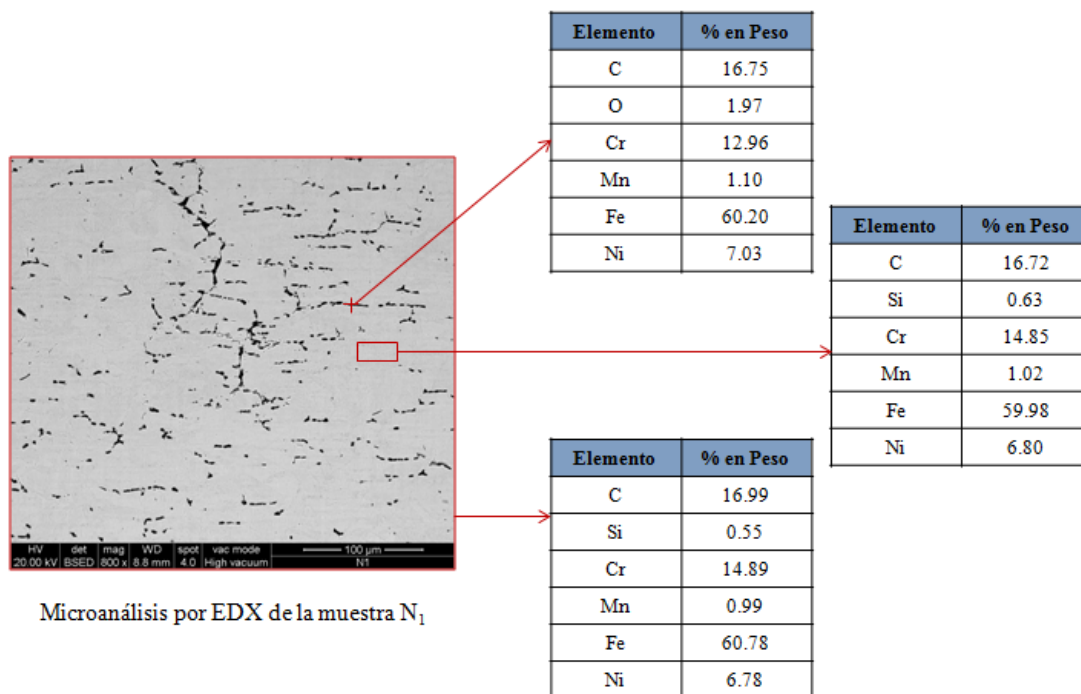 Elemento % en Peso
C 16.75
O 1.97
Cr 12.96
Mn 1.10
Fe 60.20
Ni 7.03
Elemento % en Peso
C 16.72
Si 0.63
Cr 14.85
Mn 1.02
Fe 59.98
Ni 6.80
Elemento % en Peso
C 16.99
Si 0.55
Cr 14.89
Mn 0.99
Fe 60.78
Ni 6.78
HV det mag WD spot vac mode 100 µm
20.00 kV BSED 800 x 8.8 mm 4.0 High vacuum N1
Microanálisis por EDX de la muestra N₁